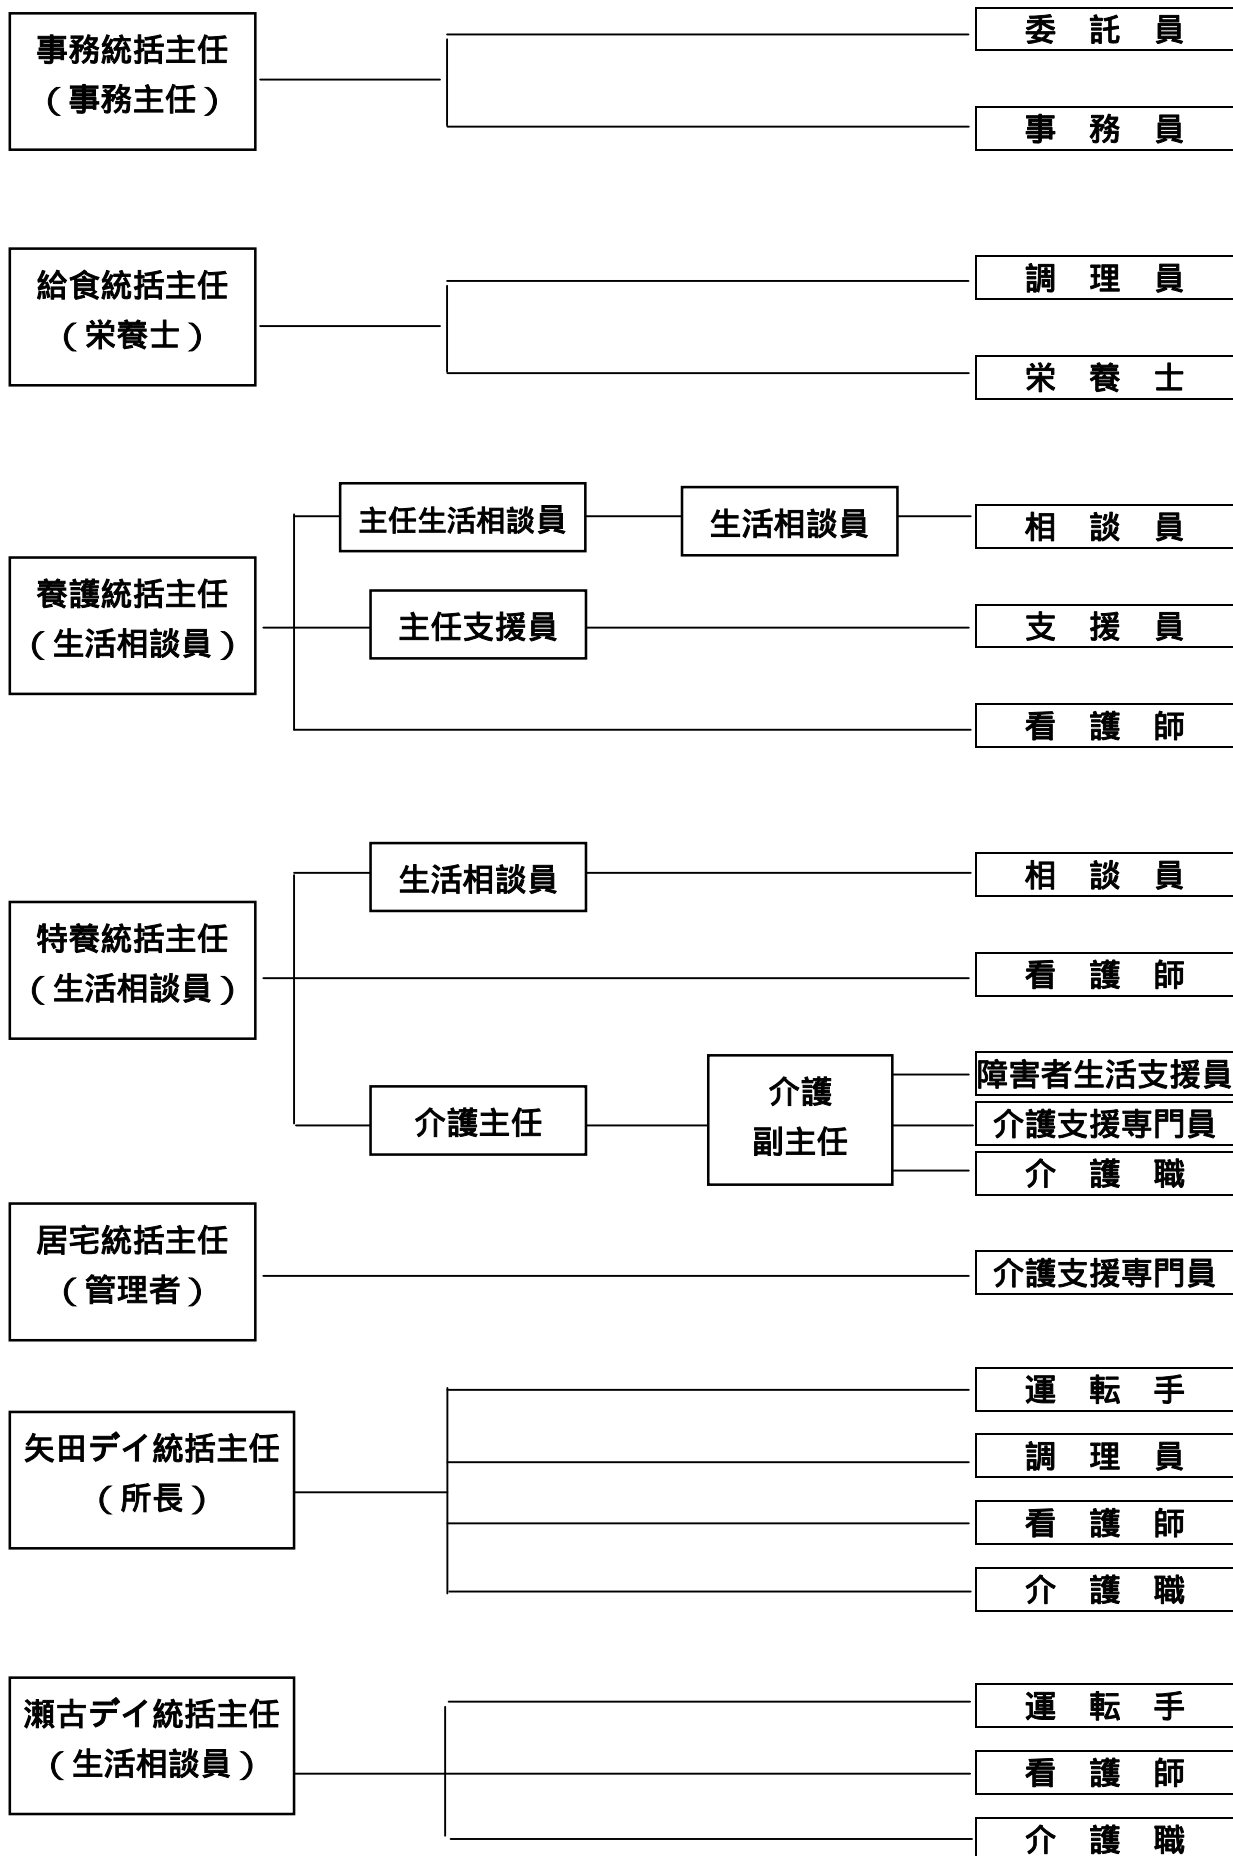 事務統括主任
（事務主任）
委　託　員
事　務　員
給食統括主任
（栄養士）
調　理　員
栄　養　士
養護統括主任
（生活相談員）
主任生活相談員
生活相談員
相　談　員
主任支援員
支　援　員
看　護　師
特養統括主任
（生活相談員）
生活相談員
相　談　員
看　護　師
介護主任
介護
副主任
障害者生活支援員
介護支援専門員
介　護　職
居宅統括主任
（管理者）
介護支援専門員
矢田デイ統括主任
（所長）
運　転　手
調　理　員
看　護　師
介　護　職
瀬古デイ統括主任
（生活相談員）
運　転　手
看　護　師
介　護　職